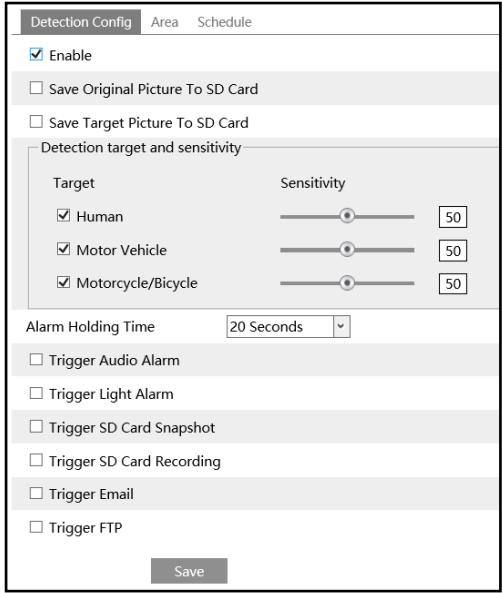 Detection Config Area Schedule
Enable
Save Original Picture To SD Card
Save Target Picture To SD Card
Detection target and sensitivity
Target Sensitivity
Human 50
Motor Vehicle 50
Motorcycle/Bicycle 50
Alarm Holding Time 20 Seconds
Trigger Audio Alarm
Trigger Light Alarm
Trigger SD Card Snapshot
Trigger SD Card Recording
Trigger Email
Trigger FTP
Save